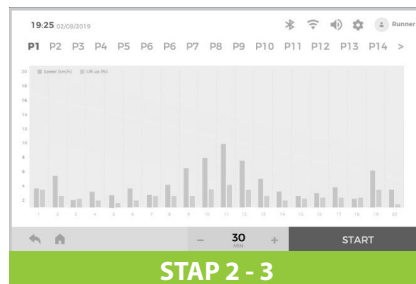 19:25 02/08/2019 Runner
P1 P2 P3 P4 P5 P6 P7 P8 P9 P10 P11 P12 P13 P14 >
20 Speed (km/h) Lift up (%)
18
16
14
12
10
8
6
4
2
1 2 3 4 5 6 7 8 9 10 11 12 13 14 15 16 17 18 19 20
− 30 + START
MIN
STAP 2 - 3